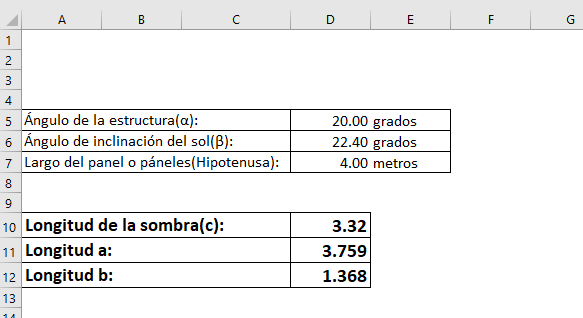 A B C D E F G
1
2
3
4
5 Ángulo de la estructura(α): 20.00 grados
6 Ángulo de inclinación del sol(β): 22.40 grados
7 Largo del panel o páneles(Hipotenusa): 4.00 metros
8
9
10 Longitud de la sombra(c): 3.32
11 Longitud a: 3.759
12 Longitud b: 1.368
13
14